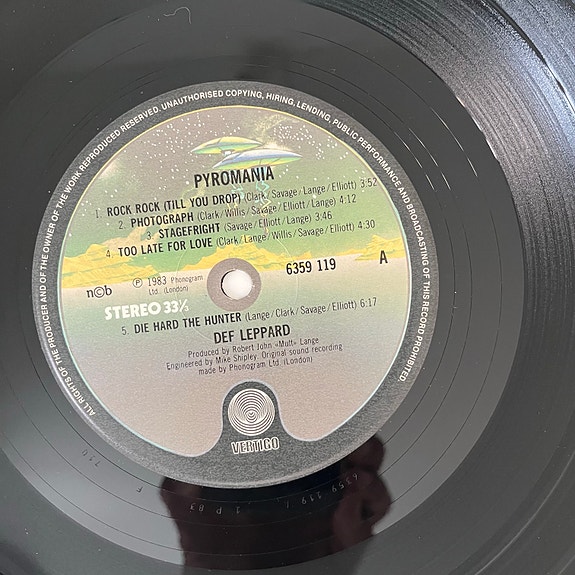 ALL RIGHTS OF THE PRODUCER AND OF THE OWNER OF THE WORK REPRODUCED RESERVED. UNAUTHORISED COPYING, HIRING, LENDING, PUBLIC PERFORMANCE AND BROADCASTING OF THIS RECORD PROHIBITED
PYROMANIA
1. ROCK ROCK (TILL YOU DROP) (Clark/Savage/Lange/Elliott) 3:52
2. PHOTOGRAPH (Clark/Willis/Savage/Lange/Elliott) 4:12
3. STAGEFRIGHT (Savage/Elliott/Lange) 3:46
4. TOO LATE FOR LOVE (Clark/Lange/Willis/Savage/Elliott) 4:30
n©b
Ⓟ 1983 Phonogram
Ltd. (London)
6359 119
A
STEREO 33⅓
5. DIE HARD THE HUNTER (Lange/Clark/Savage/Elliott) 6:17
DEF LEPPARD
Produced by Robert John «Mutt» Lange
Engineered by Mike Shipley. Original sound recording
made by Phonogram Ltd. (London)
VERTIGO